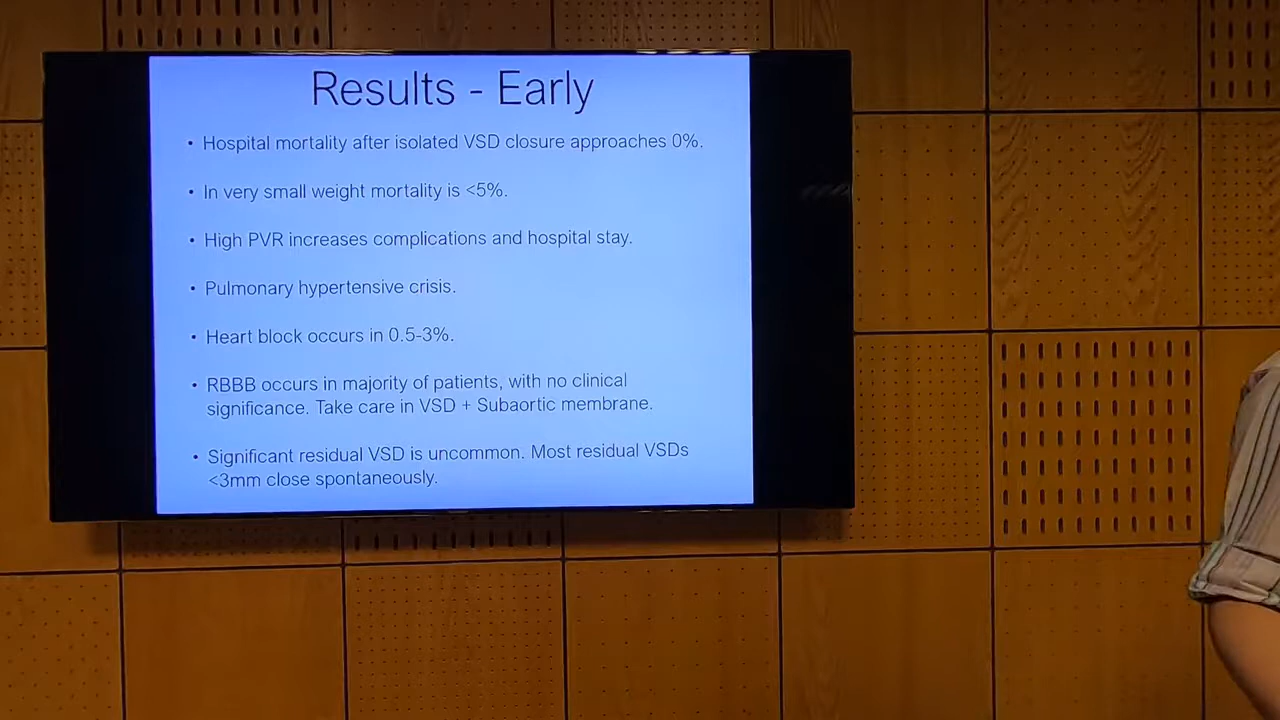 Results - Early
• Hospital mortality after isolated VSD closure approaches 0%.
• In very small weight mortality is <5%.
• High PVR increases complications and hospital stay.
• Pulmonary hypertensive crisis.
• Heart block occurs in 0.5-3%.
• RBBB occurs in majority of patients, with no clinical
significance. Take care in VSD + Subaortic membrane.
• Significant residual VSD is uncommon. Most residual VSDs
<3mm close spontaneously.